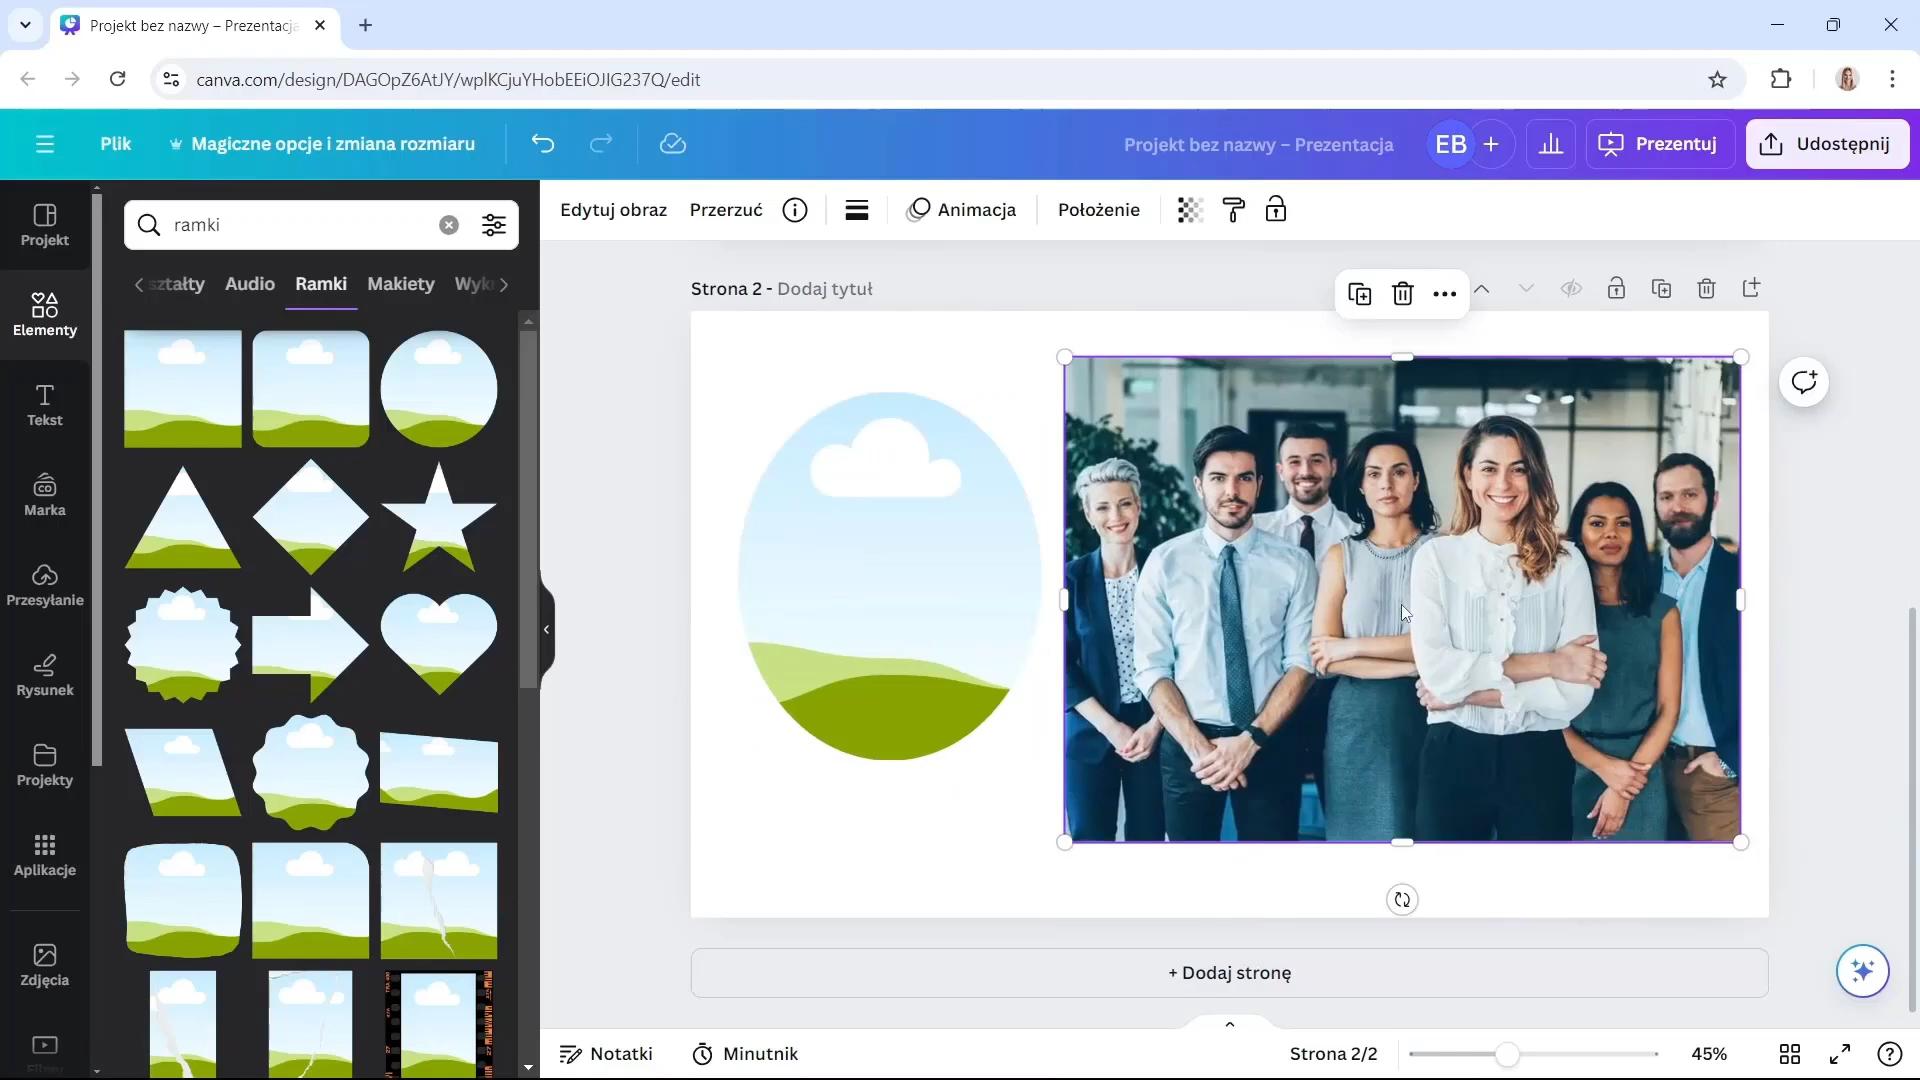 Projekt bez nazwy – Prezentacja
canva.com/design/DAGOpZ6AtJY/wplKCjuYHobEEiOJIG237Q/edit
Plik
Magiczne opcje i zmiana rozmiaru
Projekt bez nazwy – Prezentacja
EB
Prezentuj
Udostępnij
Projekt
Elementy
Tekst
Marka
Przesyłanie
Rysunek
Projekty
Aplikacje
Zdjęcia
ramki
Audio
Ramki
Makiety
Edytuj obraz
Przerzuć
Animacja
Położenie
Strona 2 - Dodaj tytuł
+ Dodaj stronę
Notatki
Minutnik
Strona 2/2
45%